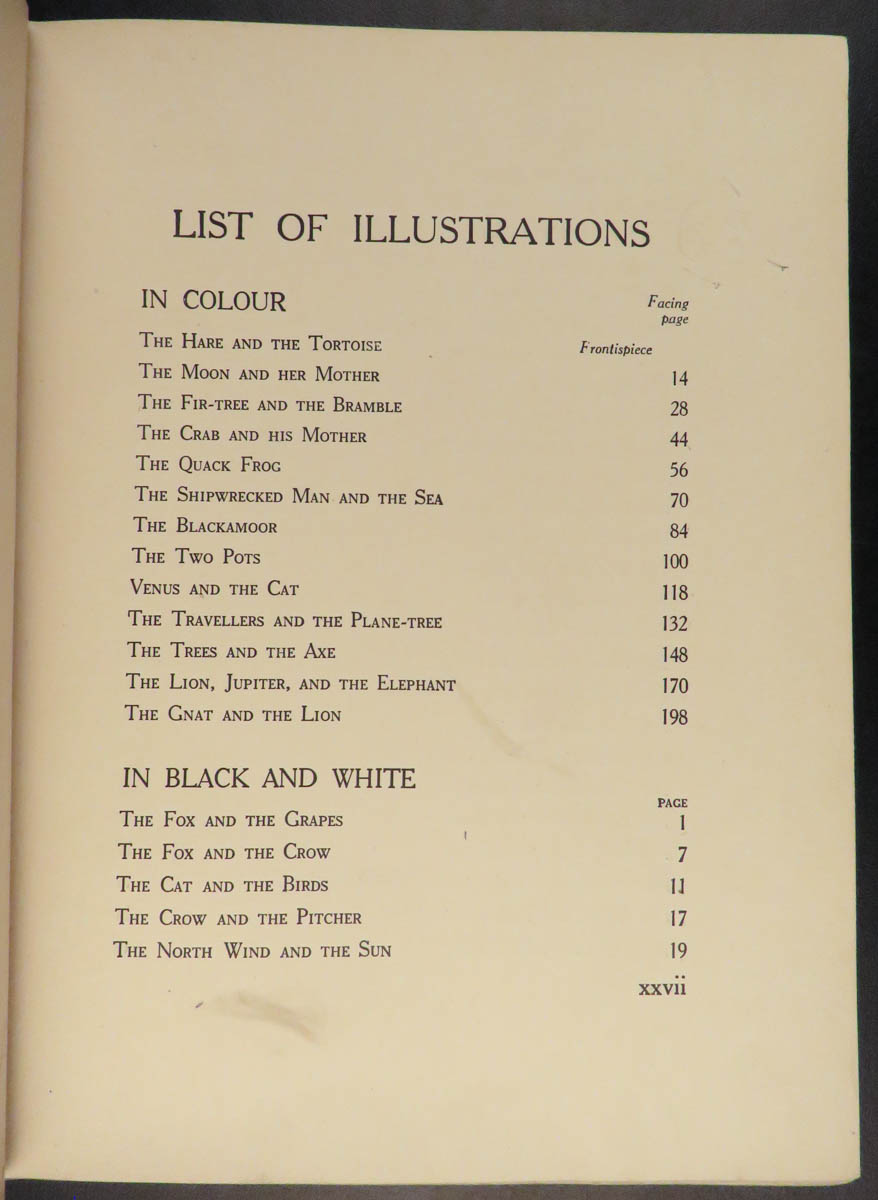 LIST OF ILLUSTRATIONS
IN COLOUR
Facing
page
The Hare and the Tortoise Frontispiece
The Moon and her Mother 14
The Fir-tree and the Bramble 28
The Crab and his Mother 44
The Quack Frog 56
The Shipwrecked Man and the Sea 70
The Blackamoor 84
The Two Pots 100
Venus and the Cat 118
The Travellers and the Plane-tree 132
The Trees and the Axe 148
The Lion, Jupiter, and the Elephant 170
The Gnat and the Lion 198
IN BLACK AND WHITE
PAGE
The Fox and the Grapes 1
The Fox and the Crow 7
The Cat and the Birds 11
The Crow and the Pitcher 17
The North Wind and the Sun 19
xxvii